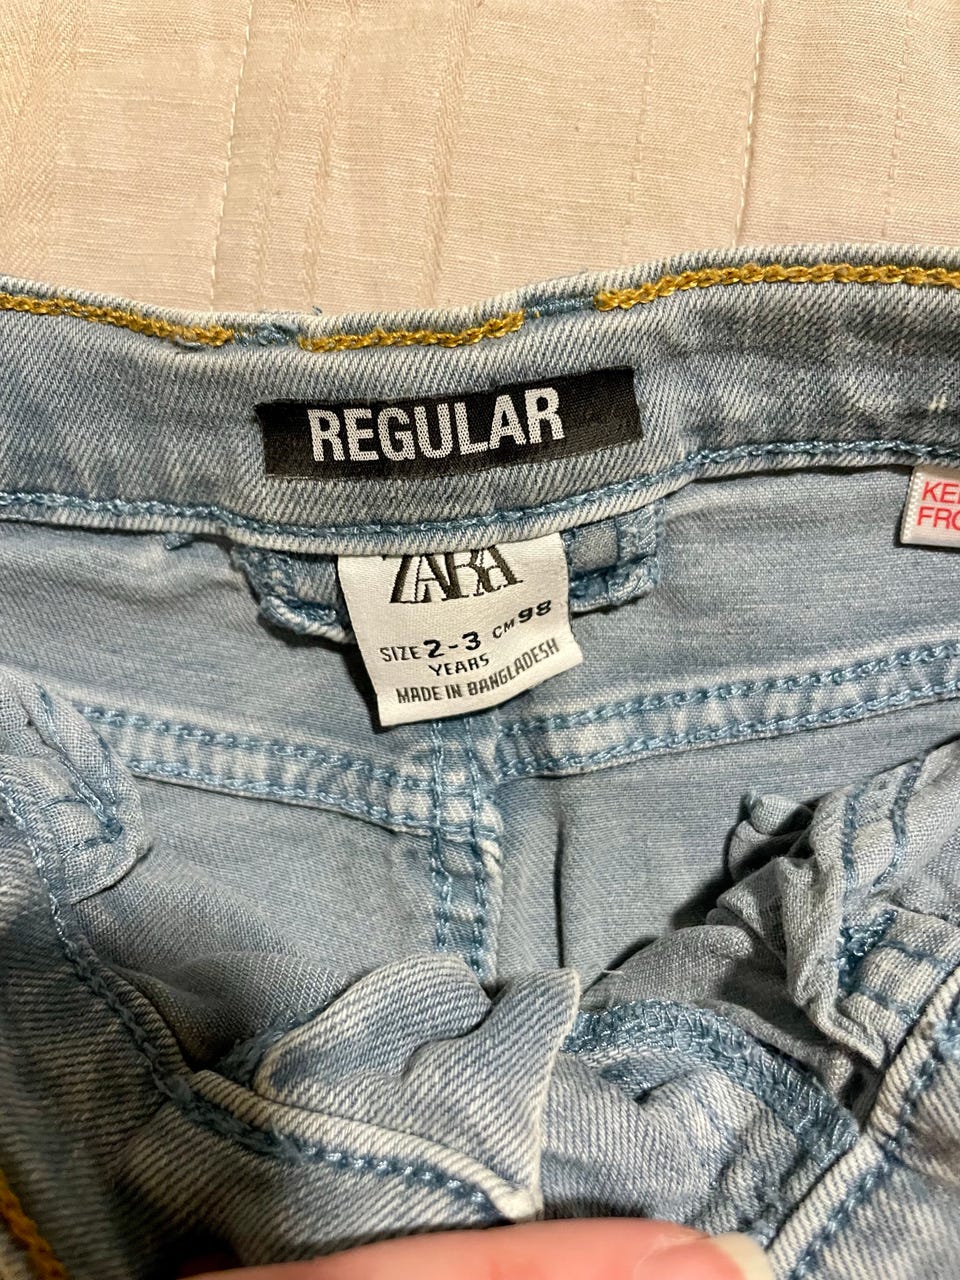 REGULAR
ZARA
SIZE 2-3 CM 98
YEARS
MADE IN BANGLADESH